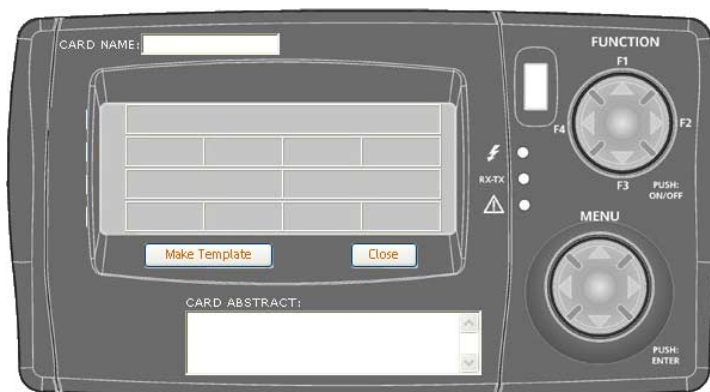 CARD NAME:
FUNCTION
F1
F4
F2
RX-TX
F3
PUSH:
ON/OFF
MENU
Make Template
Close
CARD ABSTRACT:
PUSH:
ENTER